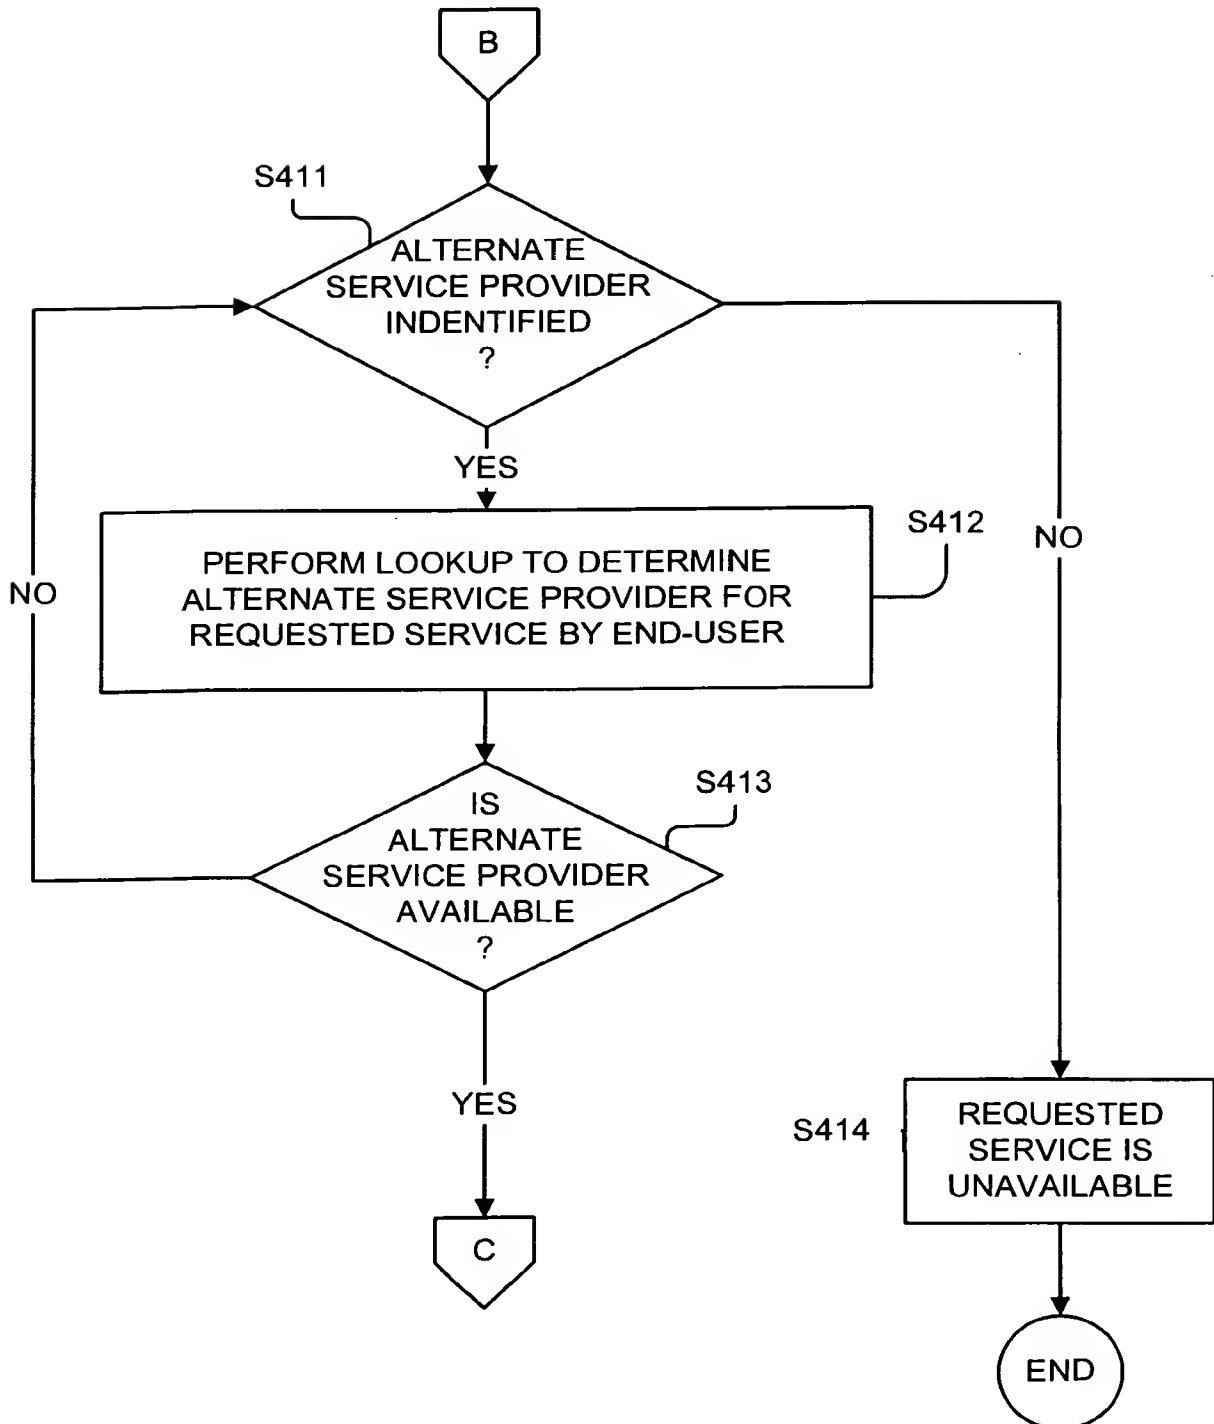 B
S411
ALTERNATE
SERVICE PROVIDER
INDENTIFIED
?
YES
S412
NO
PERFORM LOOKUP TO DETERMINE
ALTERNATE SERVICE PROVIDER FOR
REQUESTED SERVICE BY END-USER
NO
S413
IS
ALTERNATE
SERVICE PROVIDER
AVAILABLE
?
YES
S414
REQUESTED
SERVICE IS
UNAVAILABLE
C
END